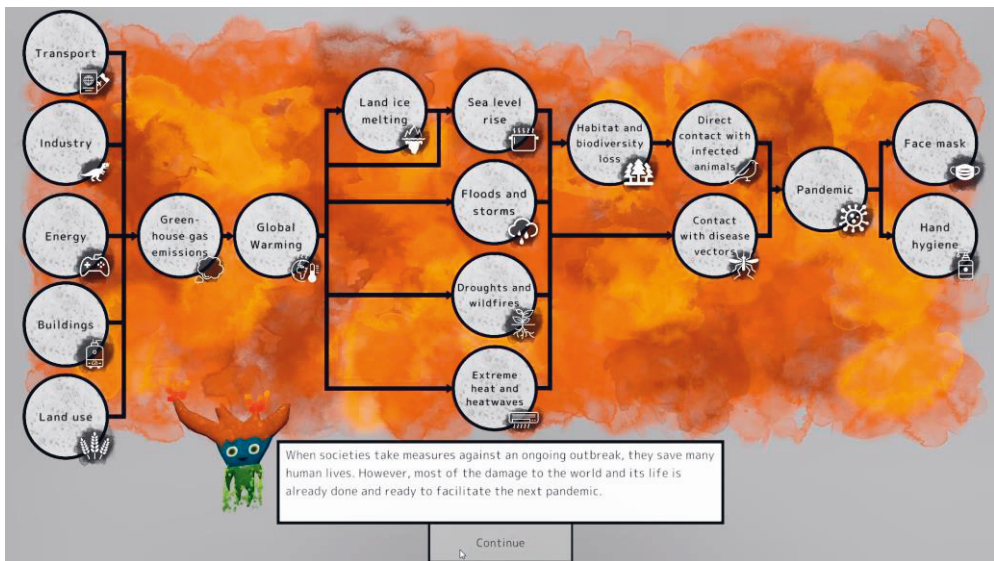 Transport
Industry
Energy
Buildings
Land use
Green-
house gas
emissions
Global
Warming
Land ice
melting
Sea level
rise
Floods and
storms
Droughts and
wildfires
Extreme
heat and
heatwaves
Habitat and
biodiversity
loss
Direct
contact with
infected
animals
Contact
with disease
vectors
Pandemic
Face mask
Hand
hygiene
When societies take measures against an ongoing outbreak, they save many
human lives. However, most of the damage to the world and its life is
already done and ready to facilitate the next pandemic.
Continue